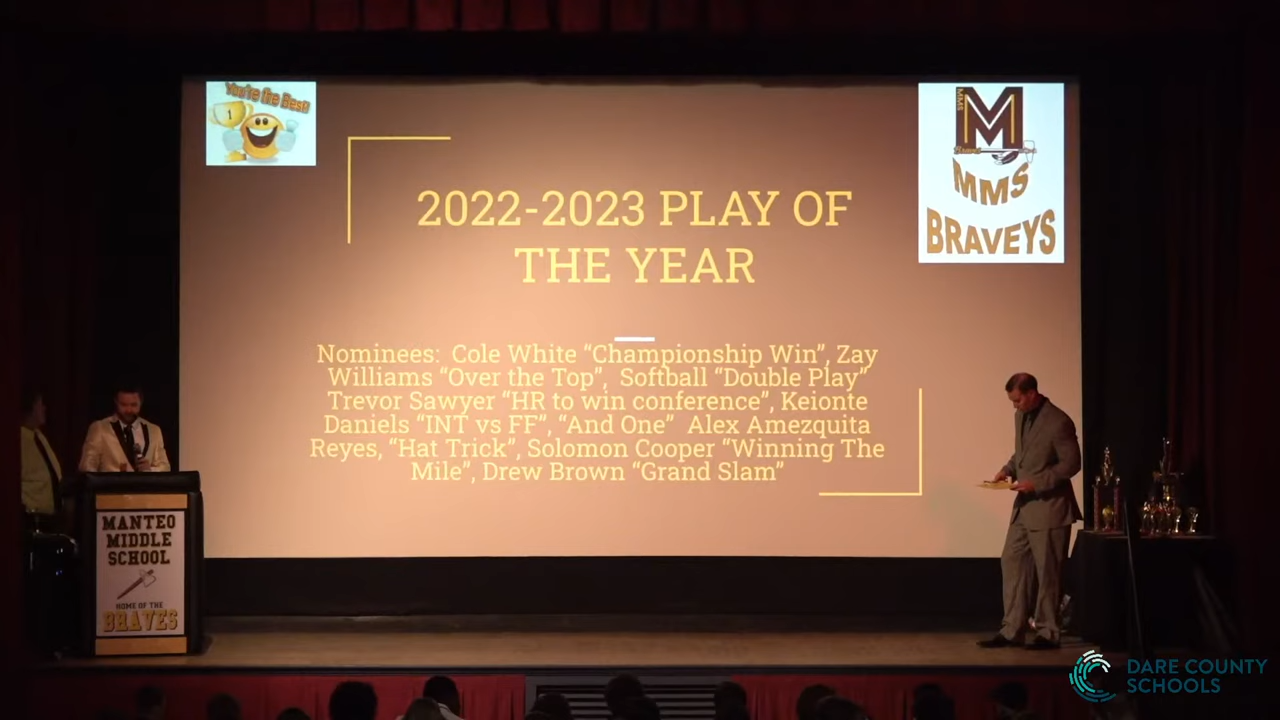 You're the Best!
1
MMS
M
Braves
MMS
BRAVEYS
2022-2023 PLAY OF
THE YEAR
Nominees:  Cole White “Championship Win”, Zay
Williams “Over the Top”,  Softball “Double Play”
Trevor Sawyer “HR to win conference”, Keionte
Daniels “INT vs FF”, “And One”  Alex Amezquita
Reyes, “Hat Trick”, Solomon Cooper “Winning The
Mile”, Drew Brown “Grand Slam”
MANTEO
MIDDLE
SCHOOL
HOME OF THE
BRAVES
DARE COUNTY
SCHOOLS